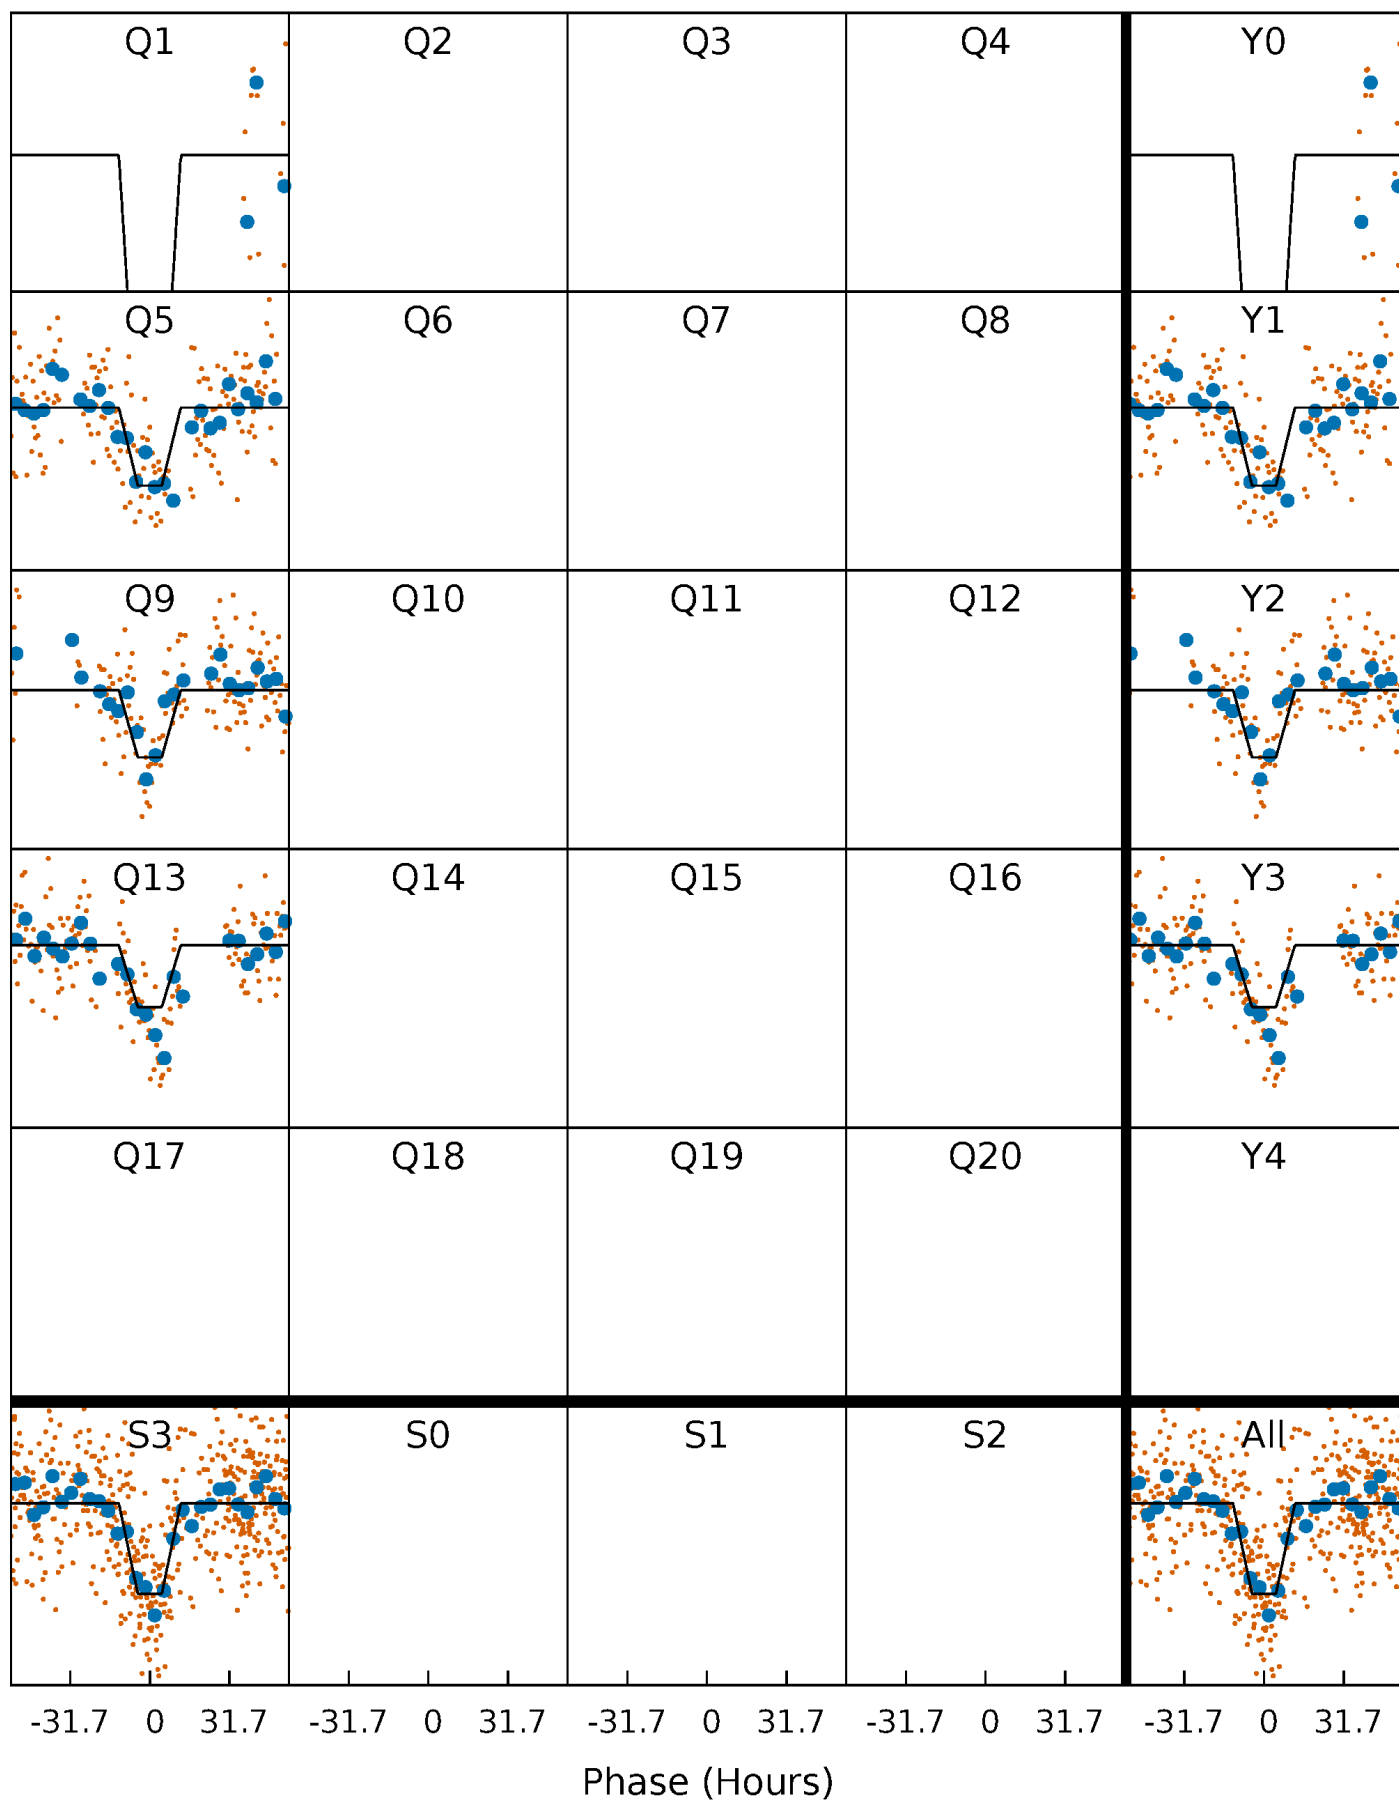 Q1 Q2 Q3 Q4 Y0
Q5 Q6 Q7 Q8 Y1
Q9 Q10 Q11 Q12 Y2
Q13 Q14 Q15 Q16 Y3
Q17 Q18 Q19 Q20 Y4
S3 S0 S1 S2 All
-31.7 0 31.7 -31.7 0 31.7 -31.7 0 31.7 -31.7 0 31.7 -31.7 0 31.7
Phase (Hours)